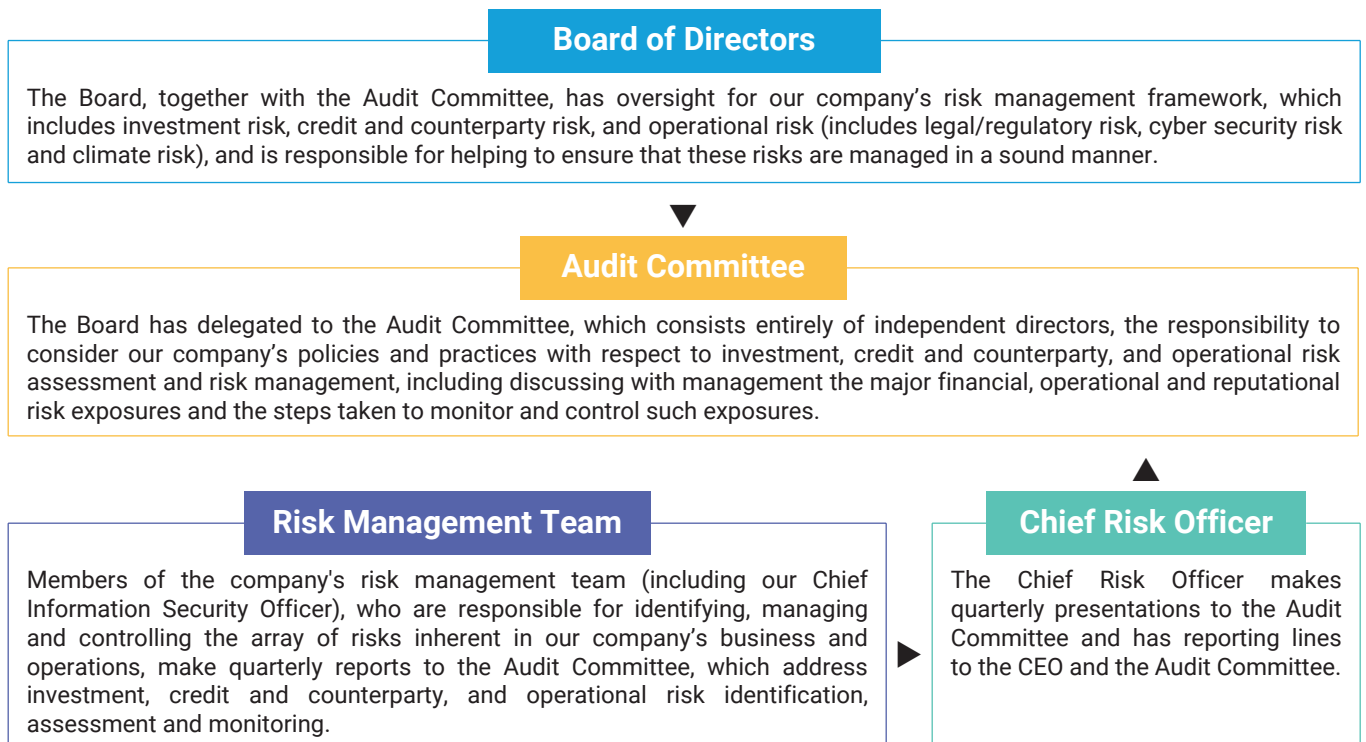 Board of Directors
The Board, together with the Audit Committee, has oversight for our company’s risk management framework, which
includes investment risk, credit and counterparty risk, and operational risk (includes legal/regulatory risk, cyber security risk
and climate risk), and is responsible for helping to ensure that these risks are managed in a sound manner.
Audit Committee
The Board has delegated to the Audit Committee, which consists entirely of independent directors, the responsibility to
consider our company’s policies and practices with respect to investment, credit and counterparty, and operational risk
assessment and risk management, including discussing with management the major financial, operational and reputational
risk exposures and the steps taken to monitor and control such exposures.
Risk Management Team
Members of the company's risk management team (including our Chief
Information Security Officer), who are responsible for identifying, managing
and controlling the array of risks inherent in our company’s business and
operations, make quarterly reports to the Audit Committee, which address
investment, credit and counterparty, and operational risk identification,
assessment and monitoring.
Chief Risk Officer
The Chief Risk Officer makes
quarterly presentations to the Audit
Committee and has reporting lines
to the CEO and the Audit Committee.